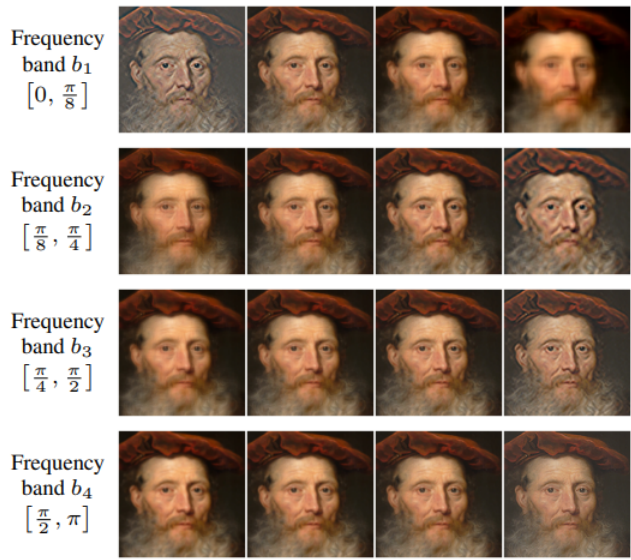 Frequency
band b₁
[0, π/8]
Frequency
band b₂
[π/8, π/4]
Frequency
band b₃
[π/4, π/2]
Frequency
band b₄
[π/2, π]